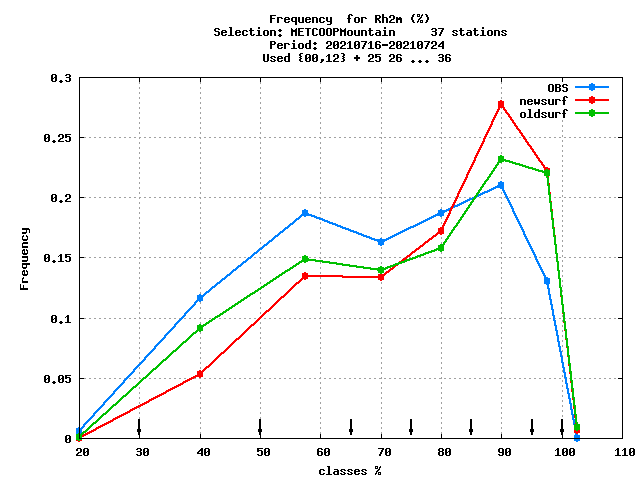 Frequency  for Rh2m (%)
Selection: METCOOPMountain     37 stations
Period: 20210716-20210724
Used {00,12} + 25 26 ... 36
OBS
newsurf
oldsurf
0.3
0.25
0.2
0.15
0.1
0.05
0
Frequency
20 30 40 50 60 70 80 90 100 110
classes %